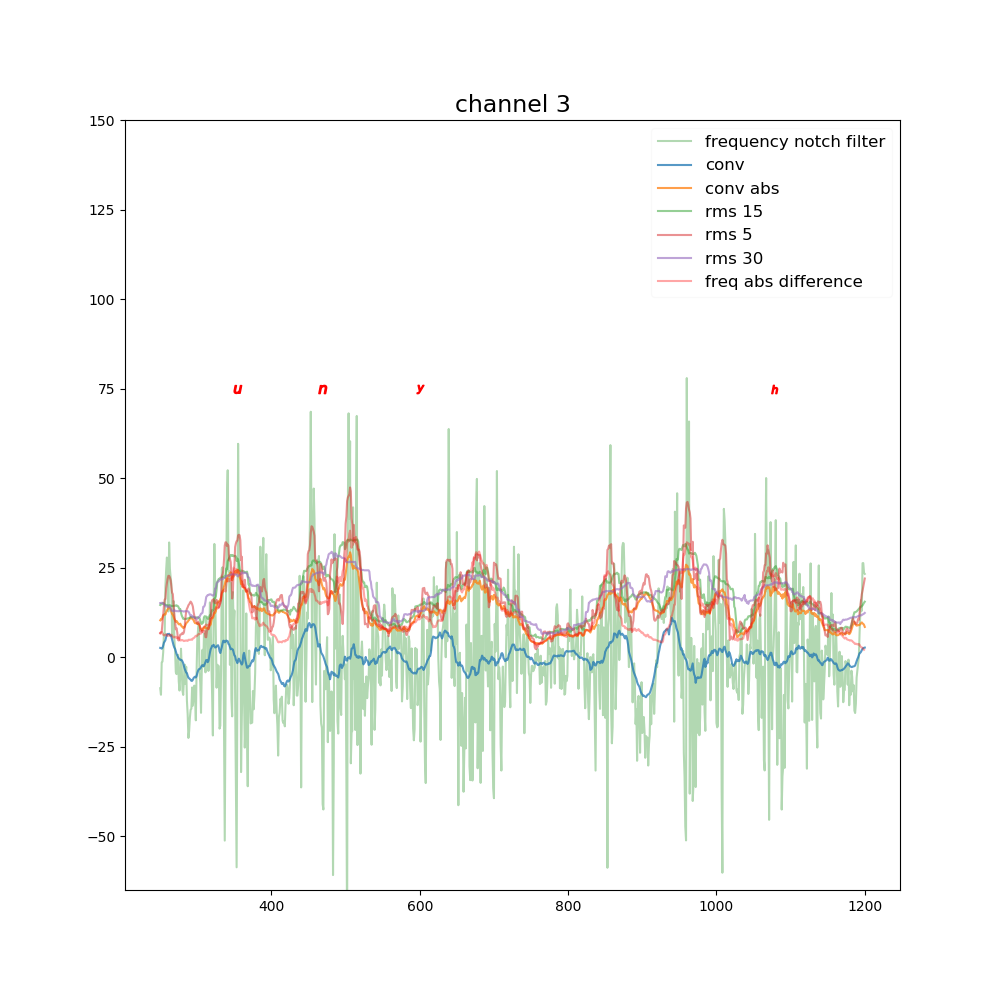 channel 3
150
125
100
75
50
25
0
−25
−50
frequency notch filter
conv
conv abs
rms 15
rms 5
rms 30
freq abs difference
u n y h
400 600 800 1000 1200